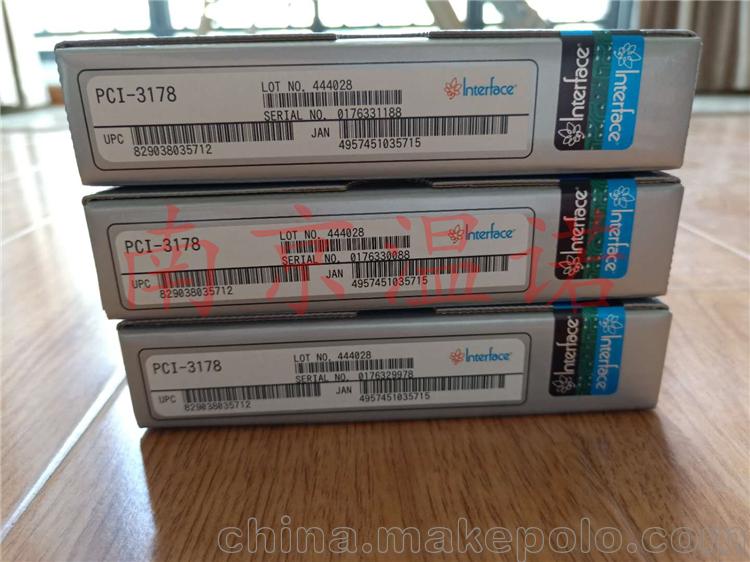 PCI-3178
LOT NO. 444028
Interface
SERIAL NO. 0176331188
UPC
829038035712
JAN
4957451035715
Interface
Interface
PCI-3178
LOT NO. 444028
Interface
SERIAL NO. 0176330088
UPC
829038035712
JAN
4957451035715
Interface
Interface
南京温诺
PCI-3178
LOT NO. 444028
Interface
SERIAL NO. 0176329978
UPC
829038035712
JAN
4957451035715
Interface
Interface
china.makepolo.com